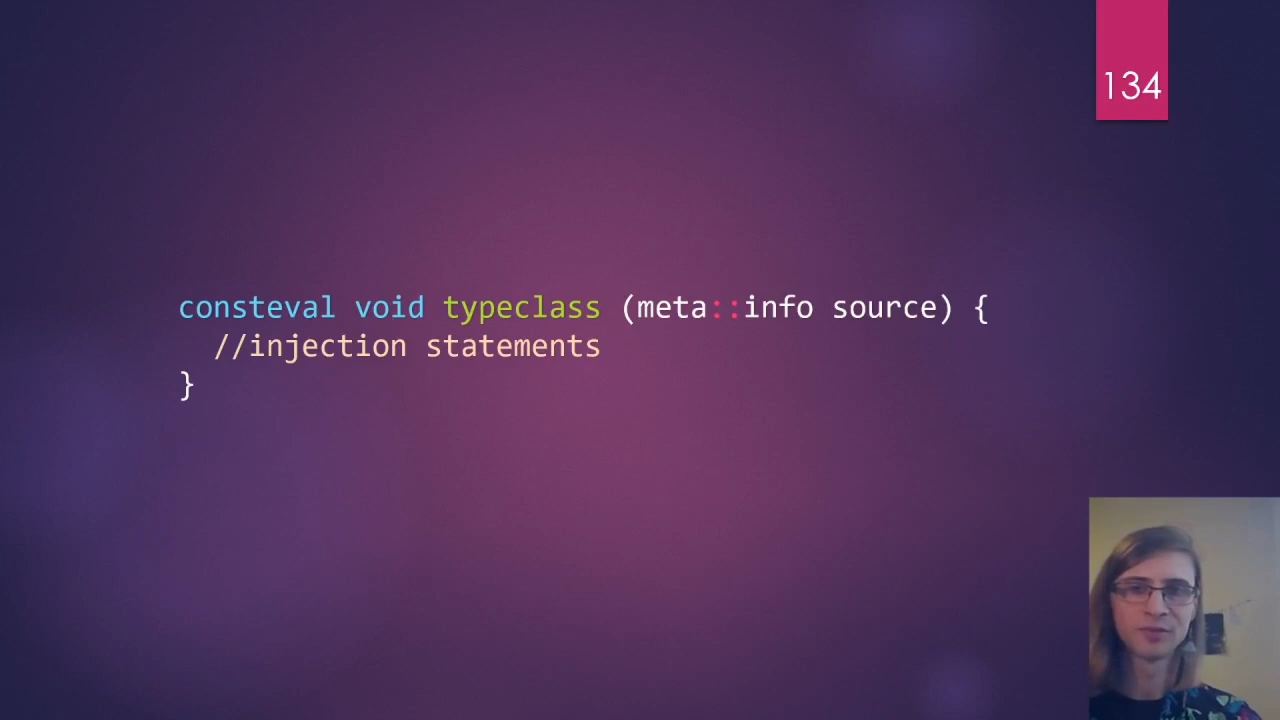 134
consteval void typeclass (meta::info source) {
  //injection statements
}